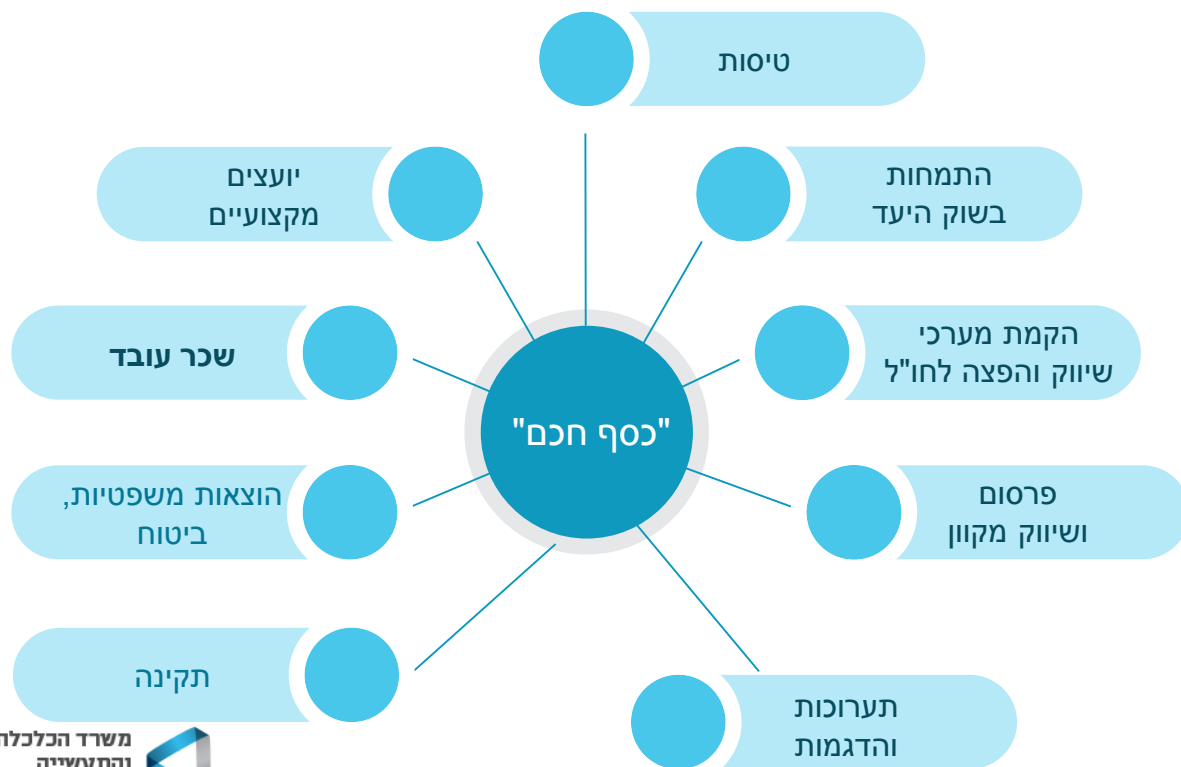 טיסות
התמחות
בשוק היעד
הקמת מערכי
שיווק והפצה לחו"ל
פרסום
ושיווק מקוון
תערוכות
והדגמות
תקינה
הוצאות משפטיות,
ביטוח
שכר עובד
יועצים
מקצועיים
"כסף חכם"
משרד הכלכלה
והתעשייה